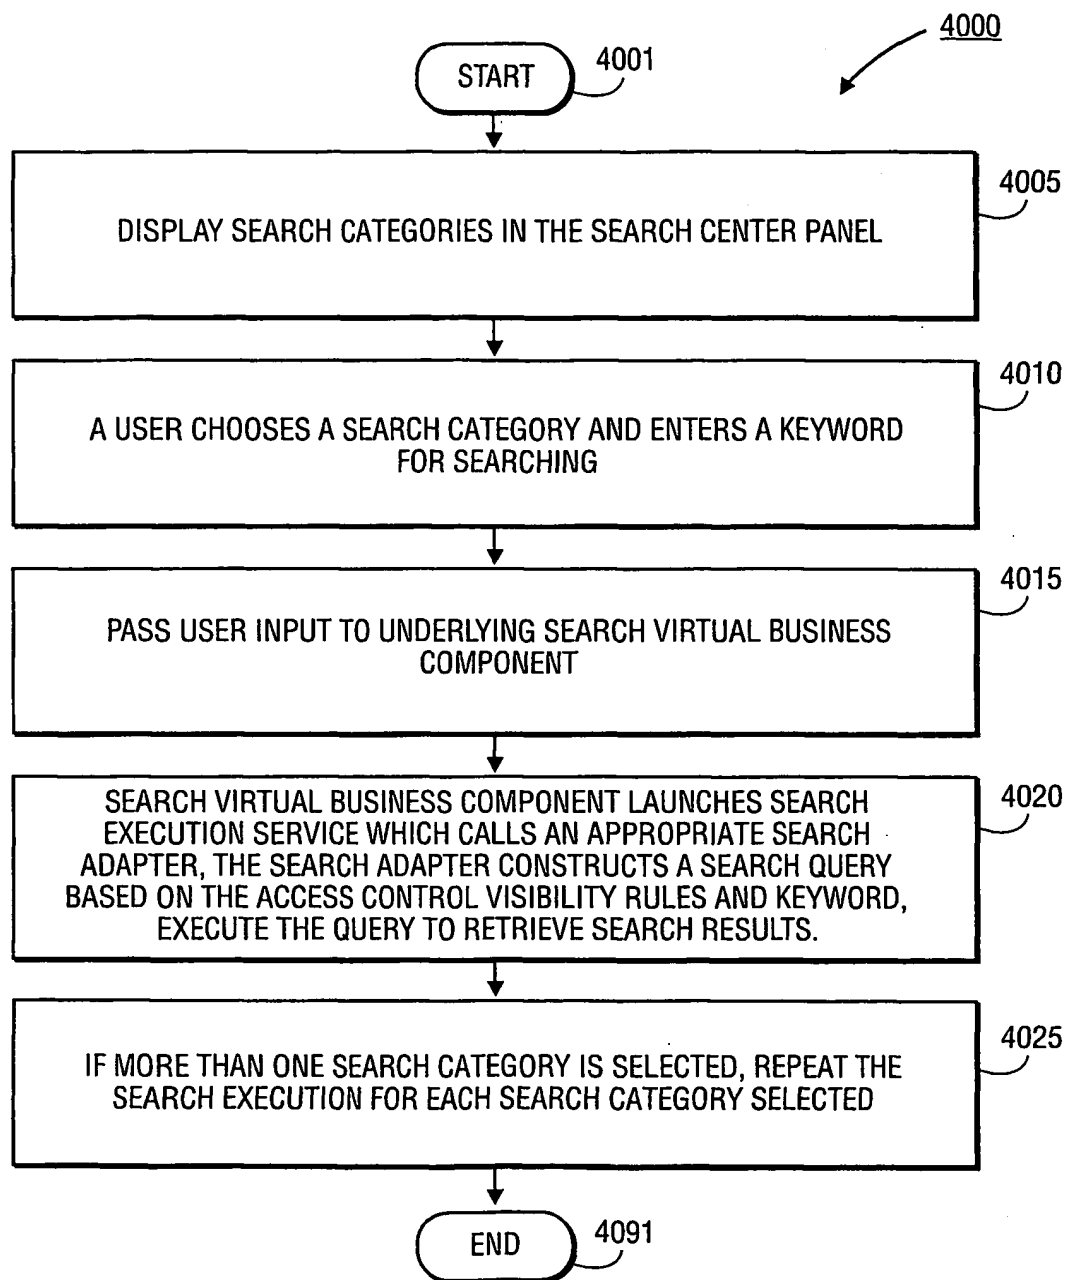 4000
START
4001
4005
DISPLAY SEARCH CATEGORIES IN THE SEARCH CENTER PANEL
4010
A USER CHOOSES A SEARCH CATEGORY AND ENTERS A KEYWORD
FOR SEARCHING
4015
PASS USER INPUT TO UNDERLYING SEARCH VIRTUAL BUSINESS
COMPONENT
4020
SEARCH VIRTUAL BUSINESS COMPONENT LAUNCHES SEARCH
EXECUTION SERVICE WHICH CALLS AN APPROPRIATE SEARCH
ADAPTER, THE SEARCH ADAPTER CONSTRUCTS A SEARCH QUERY
BASED ON THE ACCESS CONTROL VISIBILITY RULES AND KEYWORD,
EXECUTE THE QUERY TO RETRIEVE SEARCH RESULTS.
4025
IF MORE THAN ONE SEARCH CATEGORY IS SELECTED, REPEAT THE
SEARCH EXECUTION FOR EACH SEARCH CATEGORY SELECTED
END
4091